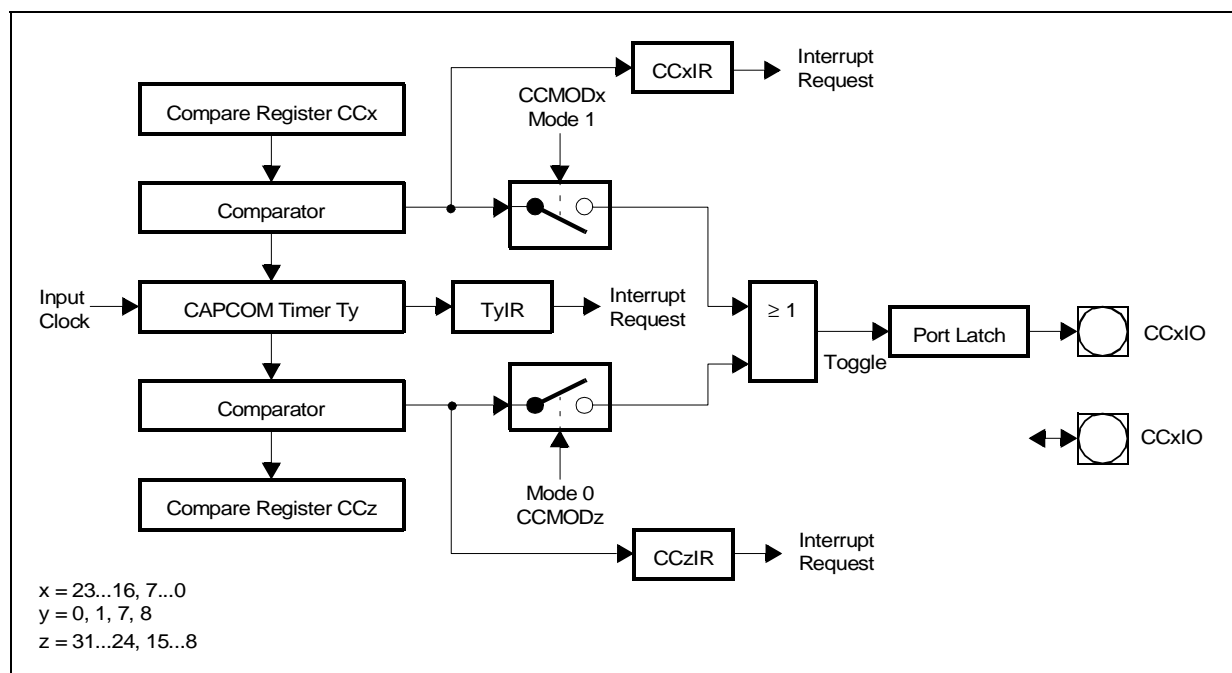 CCxIR
Interrupt
Request
Compare Register CCx
CCMODx
Mode 1
Comparator
Input
Clock
CAPCOM Timer Ty
TyIR
Interrupt
Request
≥ 1
Toggle
Port Latch
CCxIO
Comparator
CCxIO
Compare Register CCz
Mode 0
CCMODz
CCzIR
Interrupt
Request
x = 23...16, 7...0
y = 0, 1, 7, 8
z = 31...24, 15...8